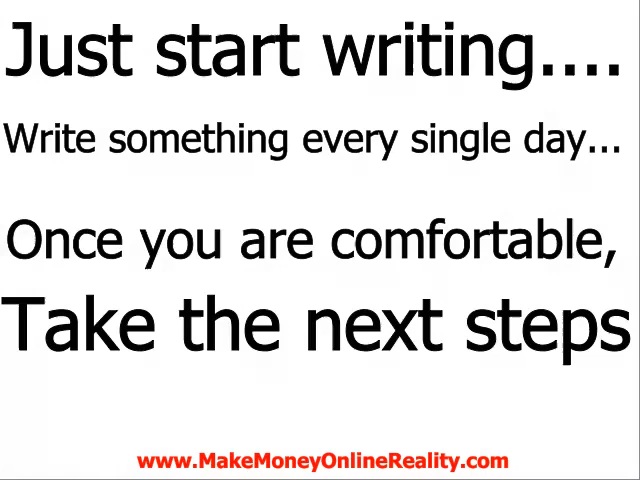 Just start writing....
Write something every single day...
Once you are comfortable,
Take the next steps
www.MakeMoneyOnlineReality.com